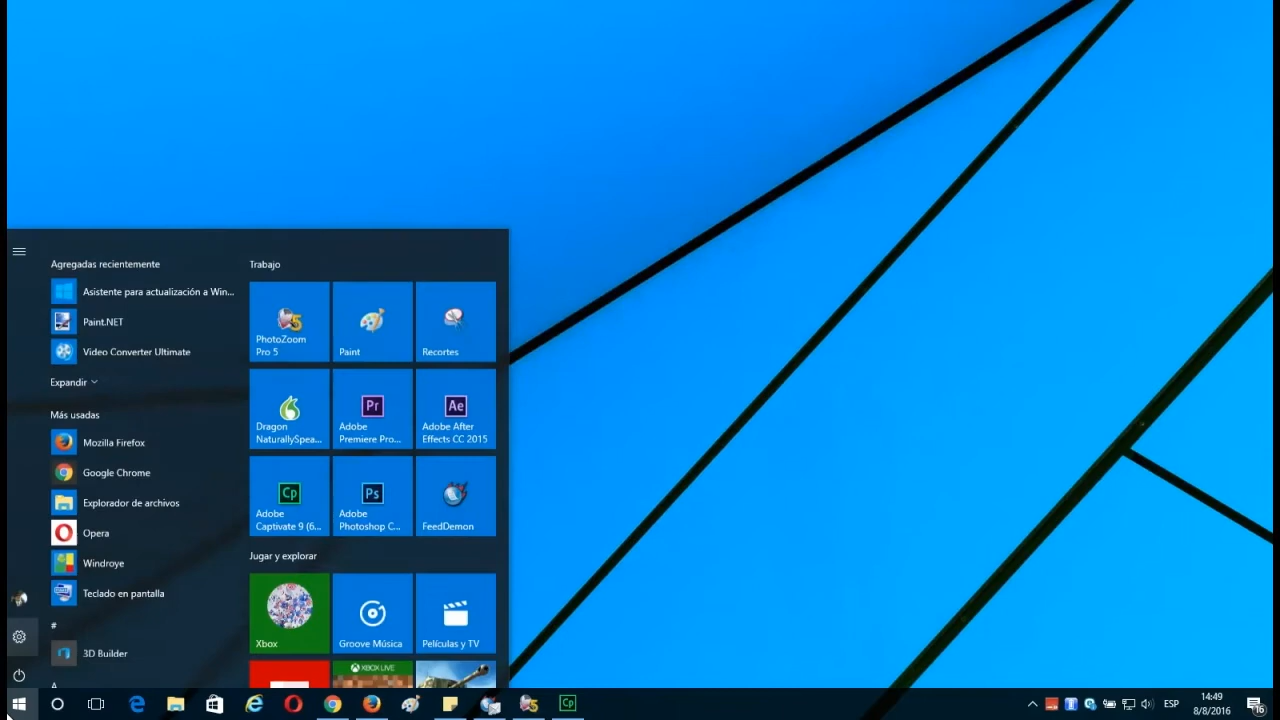 Agregadas recientemente
Asistente para actualización a Win...
Paint.NET
Video Converter Ultimate
Expandir
Más usadas
Mozilla Firefox
Google Chrome
Explorador de archivos
Opera
Windroye
Teclado en pantalla
#
3D Builder
A
Trabajo
PhotoZoom
Pro 5
Paint
Recortes
Dragon
NaturallySpea...
Adobe
Premiere Pro...
Adobe After
Effects CC 2015
Adobe
Captivate 9 (6...
Adobe
Photoshop C...
FeedDemon
Jugar y explorar
Xbox
Groove Música
Películas y TV
XBOX LIVE
ESP
14:49
8/8/2016
16